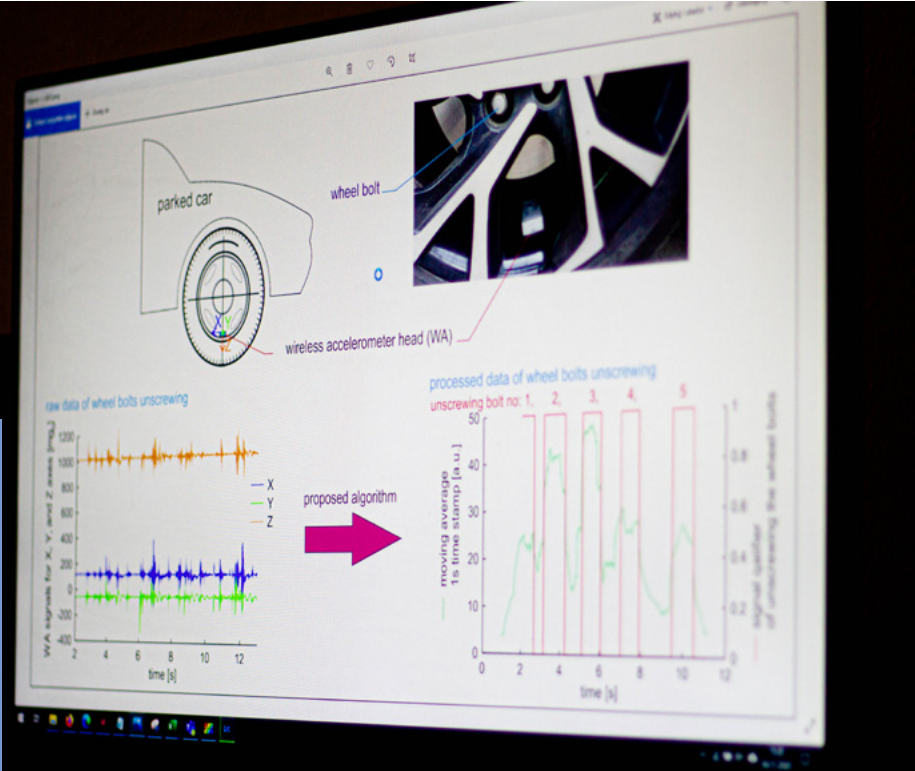 parked car
wheel bolt
X
Y
Z
wireless accelerometer head (WA)
raw data of wheel bolts unscrewing
WA signals for X, Y, and Z axes
1200
1000
800
600
400
200
0
-200
-400
2 4 6 8 10 12
time [s]
X
Y
Z
proposed algorithm
processed data of wheel bolts unscrewing
unscrewing bolt no: 1, 2, 3, 4, 5
moving average
1s time stamp [a.u.]
50
40
30
20
10
0
0 2 4 6 8 10 12
time [s]
1
0.8
0.6
0.4
0.2
0
of unscrewing the wheel bolts